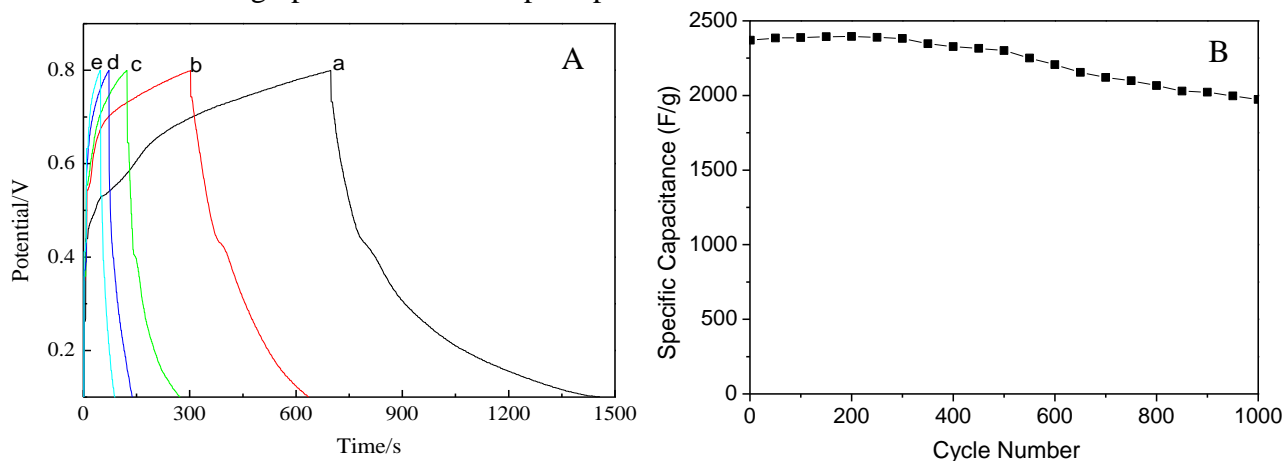 A
e d c b a
0.8
0.6
0.4
0.2
Potential/V
0 300 600 900 1200 1500
Time/s
B
2500
2000
1500
1000
500
0
Specific Capacitance (F/g)
0 200 400 600 800 1000
Cycle Number